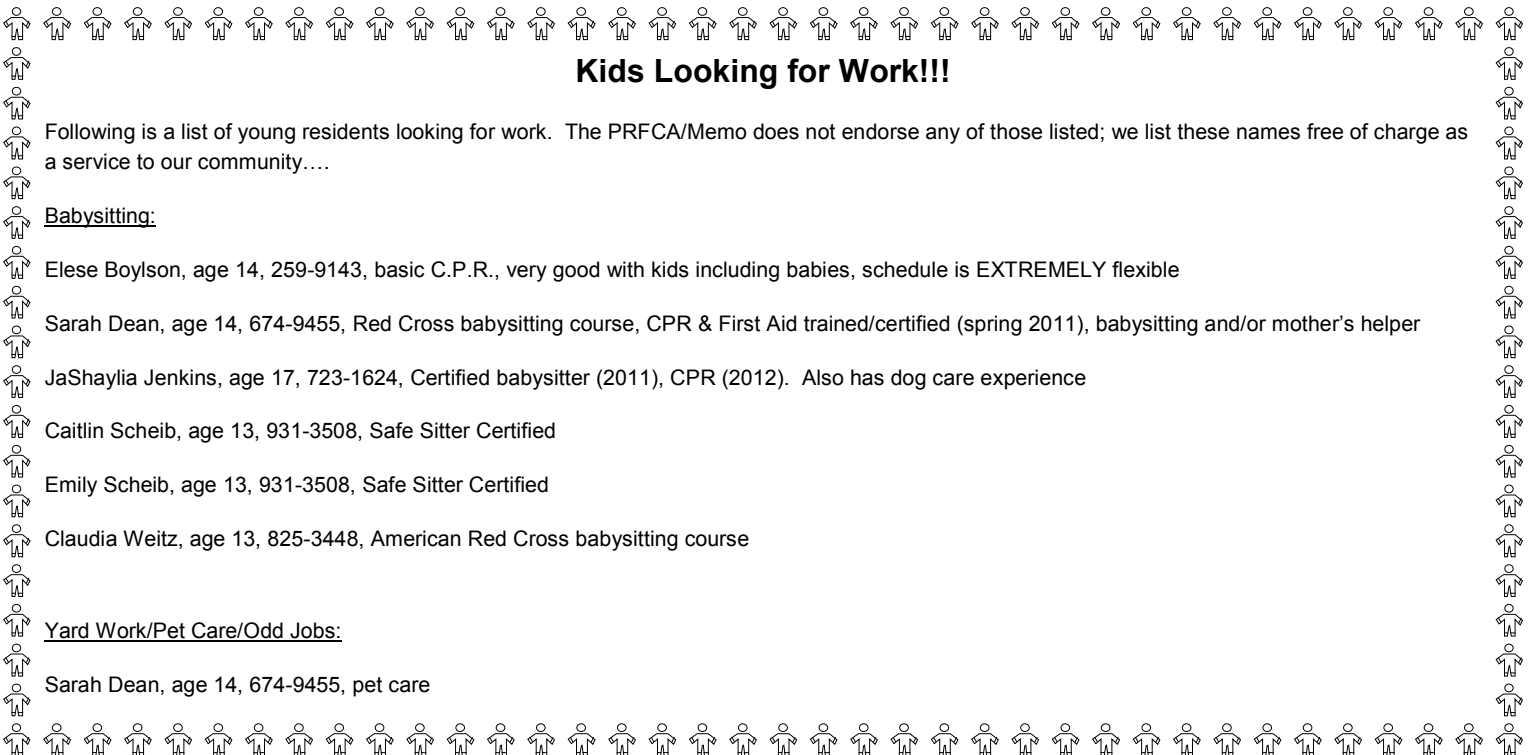 Kids Looking for Work!!!
Following is a list of young residents looking for work.  The PRFCA/Memo does not endorse any of those listed; we list these names free of charge as
a service to our community….
Babysitting:
Elese Boylson, age 14, 259-9143, basic C.P.R., very good with kids including babies, schedule is EXTREMELY flexible
Sarah Dean, age 14, 674-9455, Red Cross babysitting course, CPR & First Aid trained/certified (spring 2011), babysitting and/or mother's helper
JaShaylia Jenkins, age 17, 723-1624, Certified babysitter (2011), CPR (2012).  Also has dog care experience
Caitlin Scheib, age 13, 931-3508, Safe Sitter Certified
Emily Scheib, age 13, 931-3508, Safe Sitter Certified
Claudia Weitz, age 13, 825-3448, American Red Cross babysitting course
Yard Work/Pet Care/Odd Jobs:
Sarah Dean, age 14, 674-9455, pet care